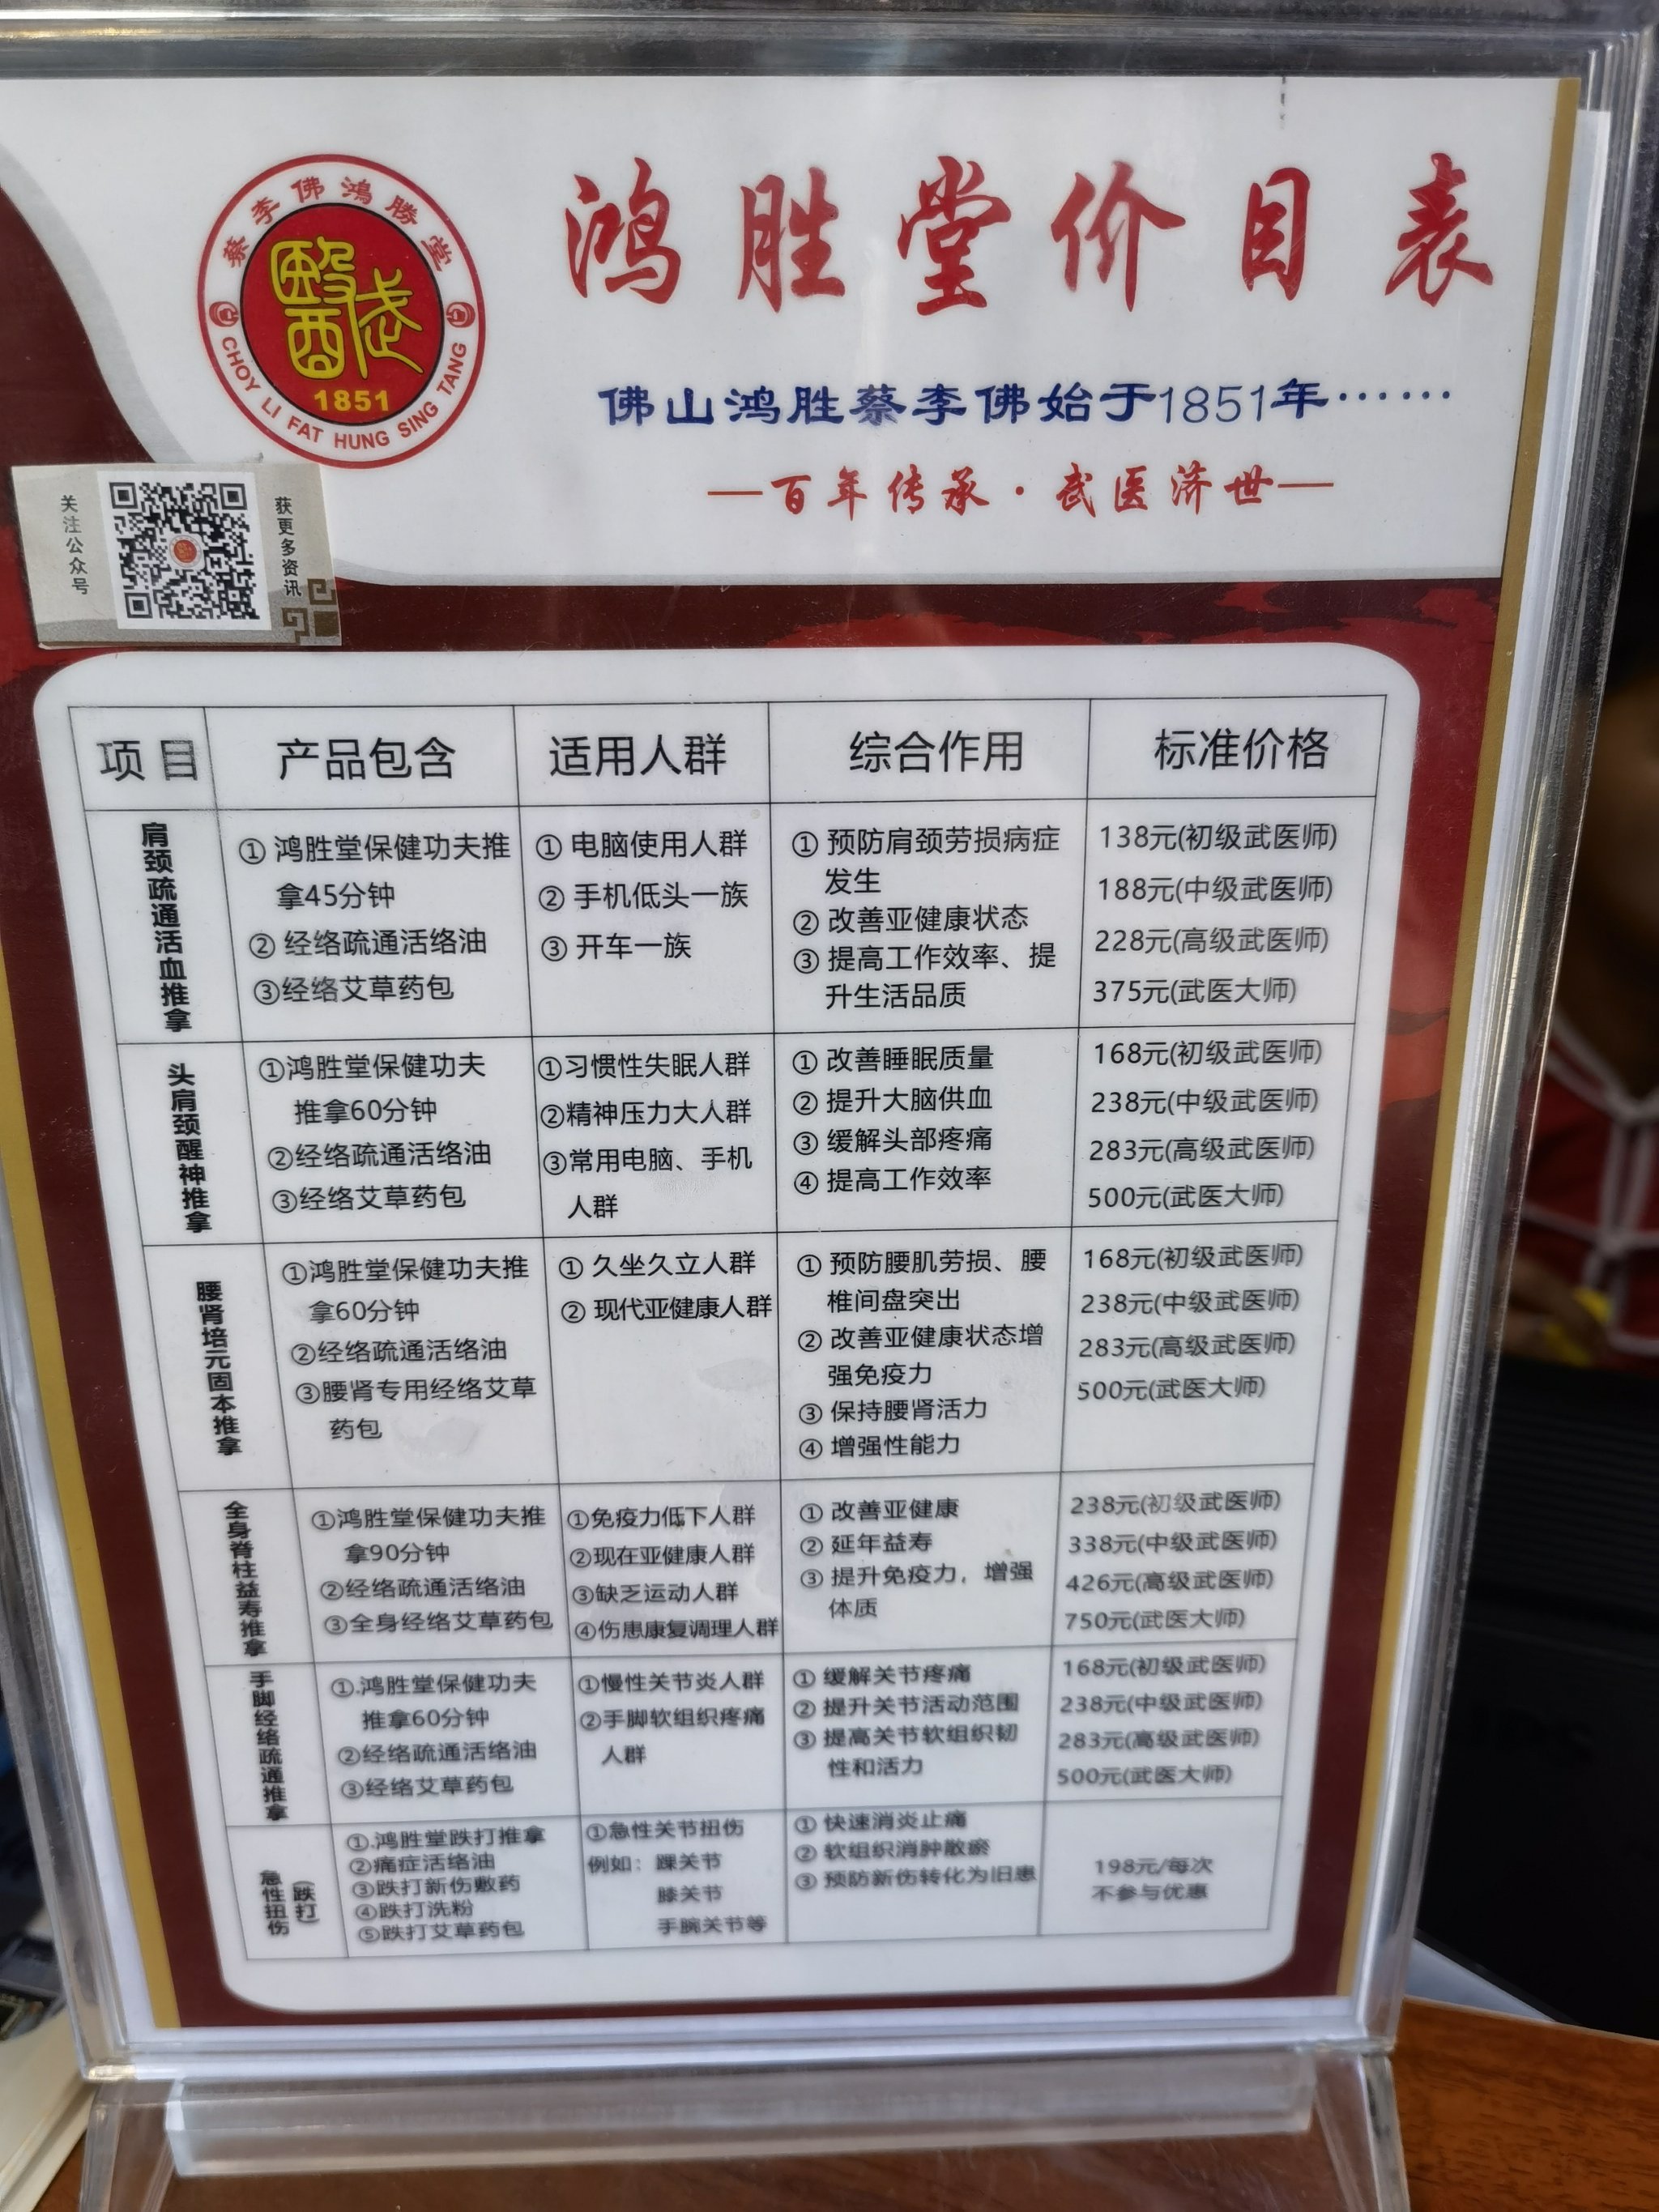 鸿胜堂价目表
蔡李佛鴻勝堂
醫武
1851
CHOY LI FAT HUNG SING TANG
佛山鸿胜蔡李佛始于1851年……
—百年传承·武医济世—
关注公众号
获更多资讯
项目
产品包含
适用人群
综合作用
标准价格
肩颈疏通活血推拿
① 鸿胜堂保健功夫推
拿45分钟
② 经络疏通活络油
③经络艾草药包
① 电脑使用人群
② 手机低头一族
③ 开车一族
① 预防肩颈劳损病症
发生
② 改善亚健康状态
③ 提高工作效率、提
升生活品质
138元(初级武医师)
188元(中级武医师)
228元(高级武医师)
375元(武医大师)
头肩颈醒神推拿
①鸿胜堂保健功夫
推拿60分钟
②经络疏通活络油
③经络艾草药包
①习惯性失眠人群
②精神压力大人群
③常用电脑、手机
人群
① 改善睡眠质量
② 提升大脑供血
③ 缓解头部疼痛
④ 提高工作效率
168元(初级武医师)
238元(中级武医师)
283元(高级武医师)
500元(武医大师)
腰肾培元固本推拿
①鸿胜堂保健功夫推
拿60分钟
②经络疏通活络油
③腰肾专用经络艾草
药包
① 久坐久立人群
② 现代亚健康人群
① 预防腰肌劳损、腰
椎间盘突出
② 改善亚健康状态增
强免疫力
③ 保持腰肾活力
④ 增强性能力
168元(初级武医师)
238元(中级武医师)
283元(高级武医师)
500元(武医大师)
全身脊柱益寿推拿
①鸿胜堂保健功夫推
拿90分钟
②经络疏通活络油
③全身经络艾草药包
①免疫力低下人群
②现在亚健康人群
③缺乏运动人群
④伤患康复调理人群
① 改善亚健康
② 延年益寿
③ 提升免疫力，增强
体质
238元(初级武医师)
338元(中级武医师)
426元(高级武医师)
750元(武医大师)
手脚经络疏通推拿
①.鸿胜堂保健功夫
推拿60分钟
②经络疏通活络油
③经络艾草药包
①慢性关节炎人群
②手脚软组织疼痛
人群
① 缓解关节疼痛
② 提升关节活动范围
③ 提高关节软组织韧
性和活力
168元(初级武医师)
238元(中级武医师)
283元(高级武医师)
500元(武医大师)
急性扭伤
(跌打)
①.鸿胜堂跌打推拿
②痛症活络油
③跌打新伤敷药
④跌打洗粉
⑤跌打艾草药包
①急性关节扭伤
例如：踝关节
膝关节
手腕关节等
① 快速消炎止痛
② 软组织消肿散瘀
③ 预防新伤转化为旧患
198元/每次
不参与优惠